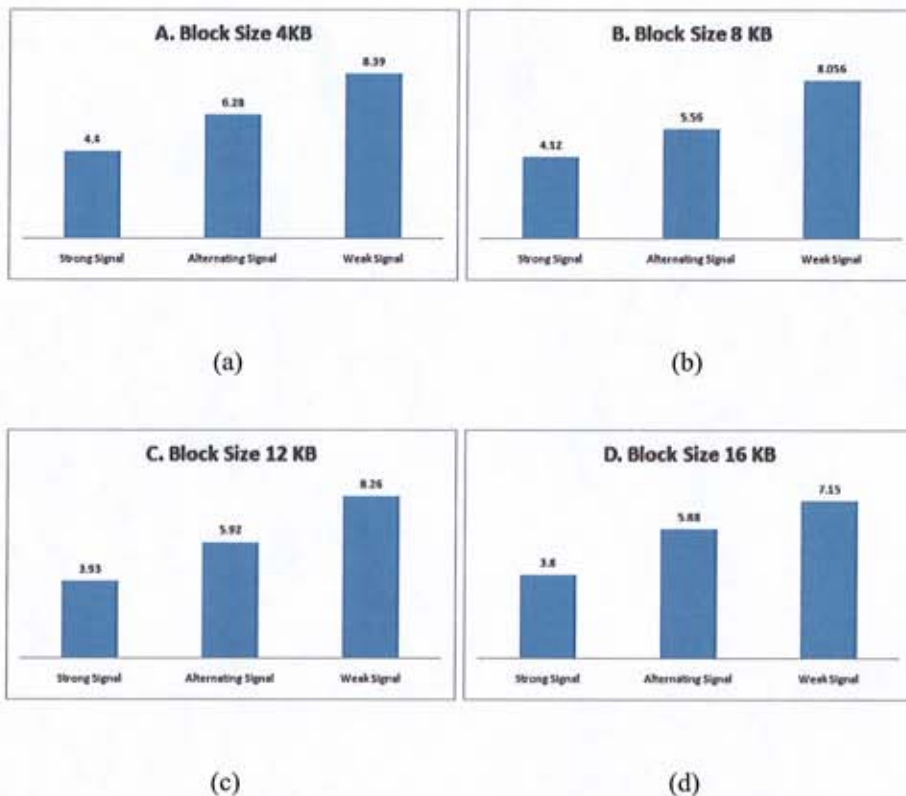 A. Block Size 4KB
8.39
6.28
4.4
Strong Signal Alternating Signal Weak Signal
(a)
B. Block Size 8 KB
8.056
5.56
4.52
Strong Signal Alternating Signal Weak Signal
(b)
C. Block Size 12 KB
8.26
5.92
3.93
Strong Signal Alternating Signal Weak Signal
(c)
D. Block Size 16 KB
7.15
5.88
3.8
Strong Signal Alternating Signal Weak Signal
(d)